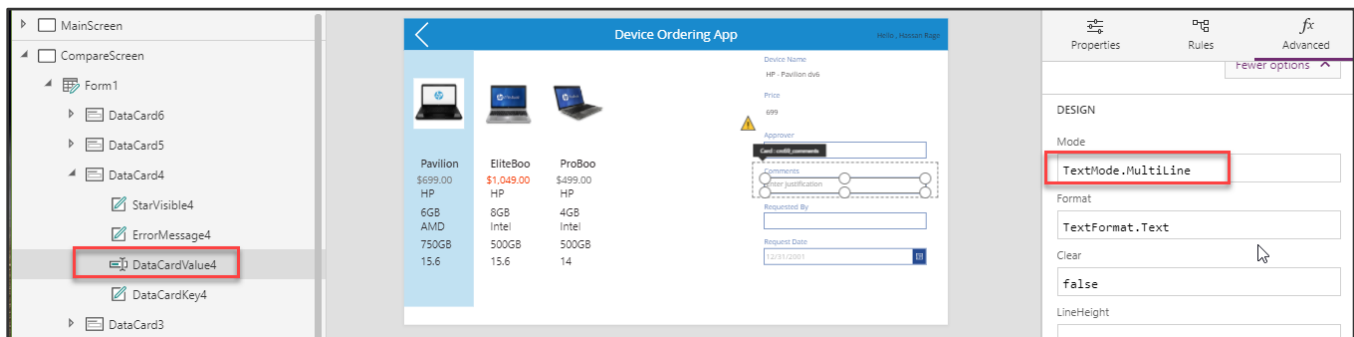 MainScreen
CompareScreen
Form1
DataCard6
DataCard5
DataCard4
StarVisible4
ErrorMessage4
DataCardValue4
DataCardKey4
DataCard3
Device Ordering App
Hello , Hassan Rage
Pavilion EliteBoo ProBoo
$699.00 $1,049.00 $499.00
HP HP HP
6GB 8GB 4GB
AMD Intel Intel
750GB 500GB 500GB
15.6 15.6 14
Device Name
HP - Pavilion dv6
Price
699
Approver
Comments
Enter justification
Requested By
Request Date
12/31/2001
Properties Rules Advanced
Fewer options
DESIGN
Mode
TextMode.MultiLine
Format
TextFormat.Text
Clear
false
LineHeight